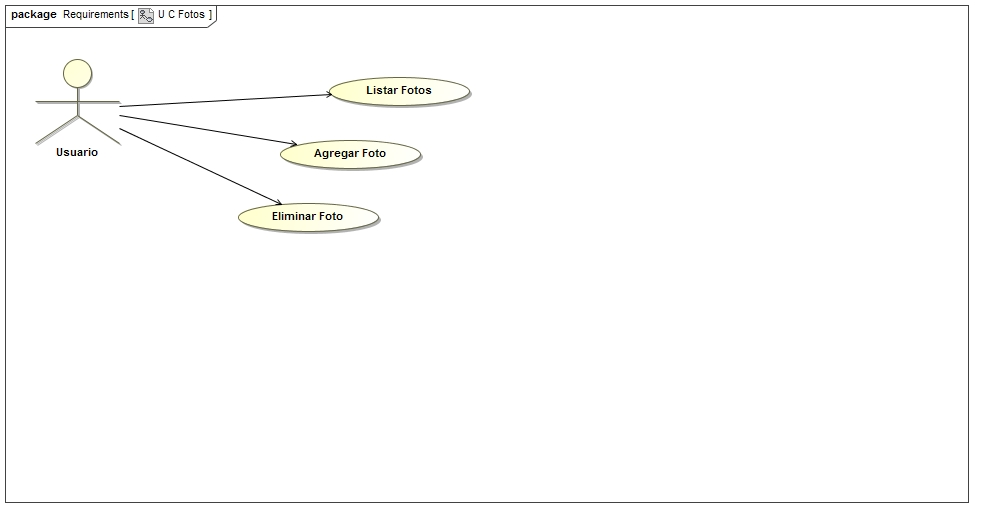 package Requirements [ U C Fotos ]
Listar Fotos
Agregar Foto
Usuario
Eliminar Foto